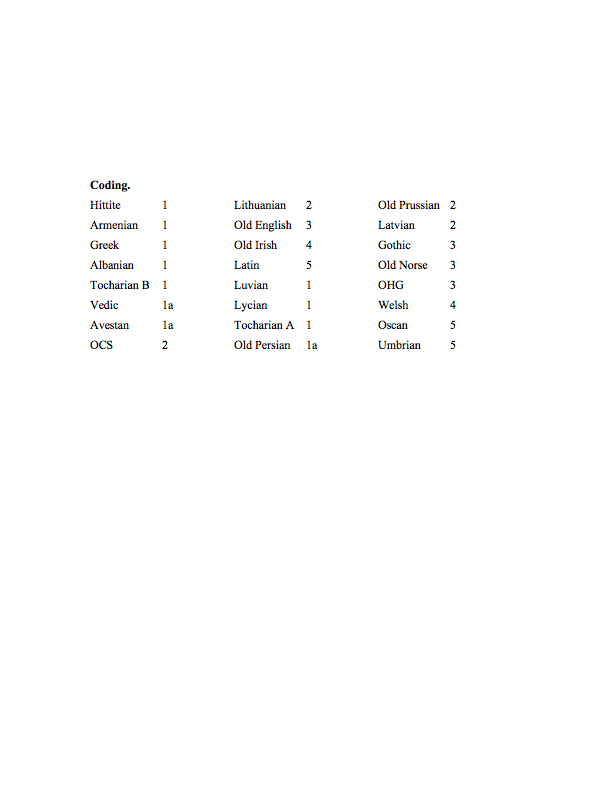 Coding.
Hittite 1 Lithuanian 2 Old Prussian 2
Armenian 1 Old English 3 Latvian 2
Greek 1 Old Irish 4 Gothic 3
Albanian 1 Latin 5 Old Norse 3
Tocharian B 1 Luvian 1 OHG 3
Vedic 1a Lycian 1 Welsh 4
Avestan 1a Tocharian A 1 Oscan 5
OCS 2 Old Persian 1a Umbrian 5